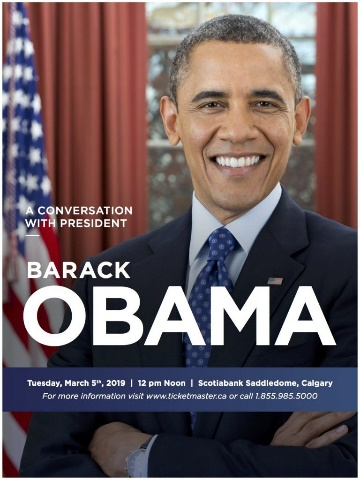 A CONVERSATION
WITH PRESIDENT
BARACK
OBAMA
Tuesday, March 5th, 2019 | 12 pm Noon | Scotiabank Saddledome, Calgary
For more information visit www.ticketmaster.ca or call 1.855.985.5000